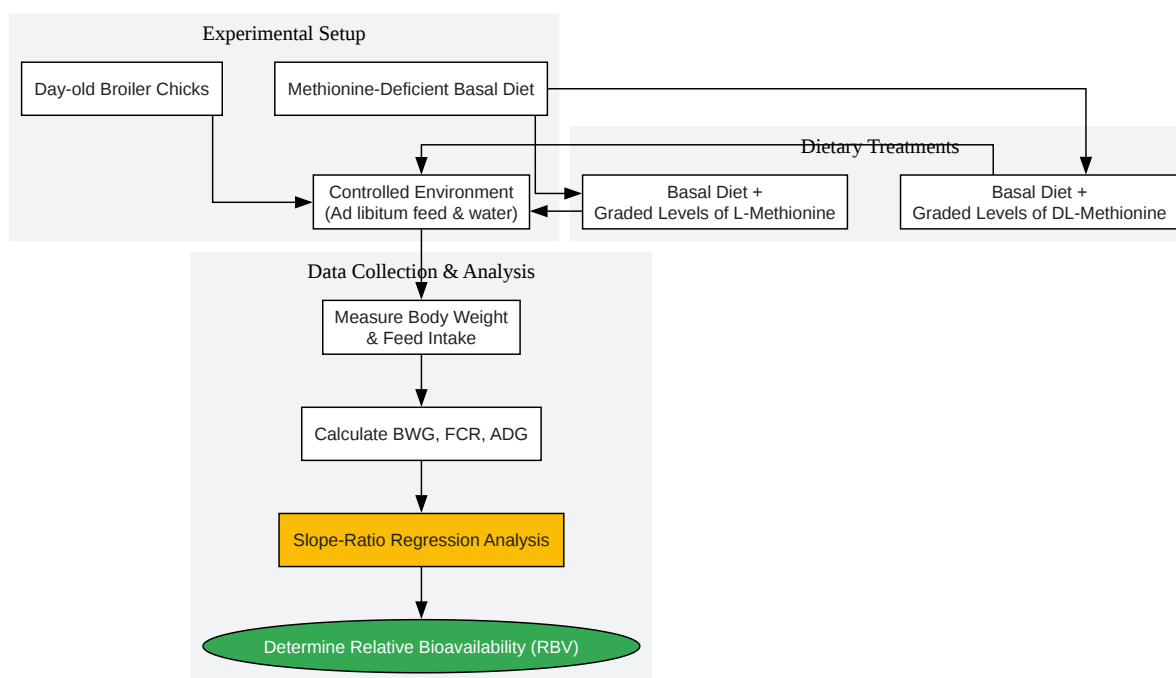 Experimental Setup
Day-old Broiler Chicks
Methionine-Deficient Basal Diet
Dietary Treatments
Controlled Environment
(Ad libitum feed & water)
Basal Diet +
Graded Levels of L-Methionine
Basal Diet +
Graded Levels of DL-Methionine
Data Collection & Analysis
Measure Body Weight
& Feed Intake
Calculate BWG, FCR, ADG
Slope-Ratio Regression Analysis
Determine Relative Bioavailability (RBV)